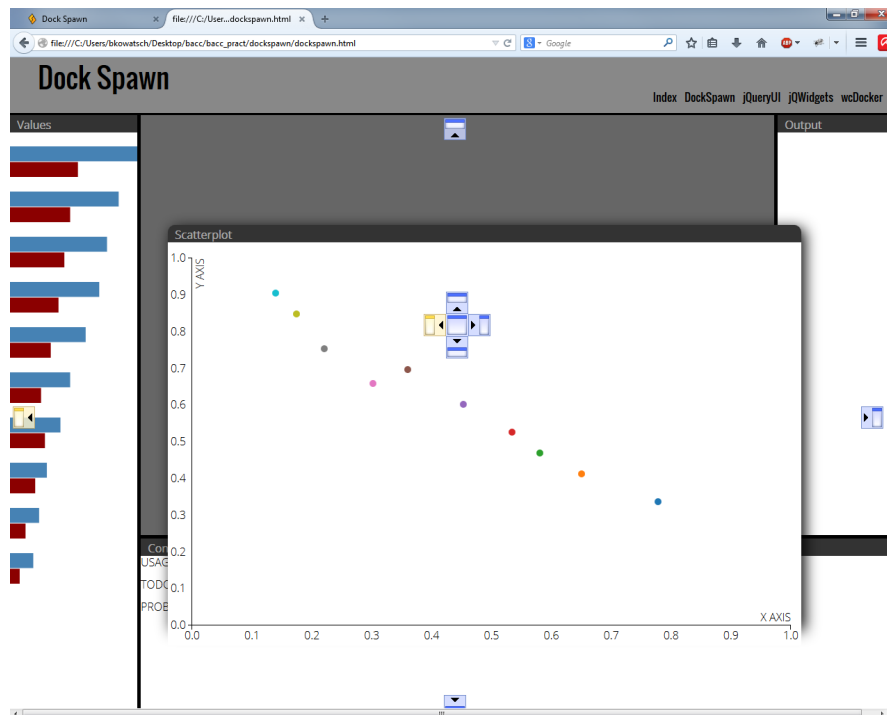 Dock Spawn
file:///C:/User...dockspawn.html
file:///C:/Users/bkowatsch/Desktop/bacc/bacc_pract/dockspawn/dockspawn.html
Google
Dock Spawn
Index DockSpawn jQueryUI jQWidgets wcDocker
Values
Output
Scatterplot
1.0
Y AXIS
0.9
0.8
0.7
0.6
0.5
0.4
0.3
Con
0.2
USAG
TODO
0.1
PROB
X AXIS
0.0
0.0 0.1 0.2 0.3 0.4 0.5 0.6 0.7 0.8 0.9 1.0